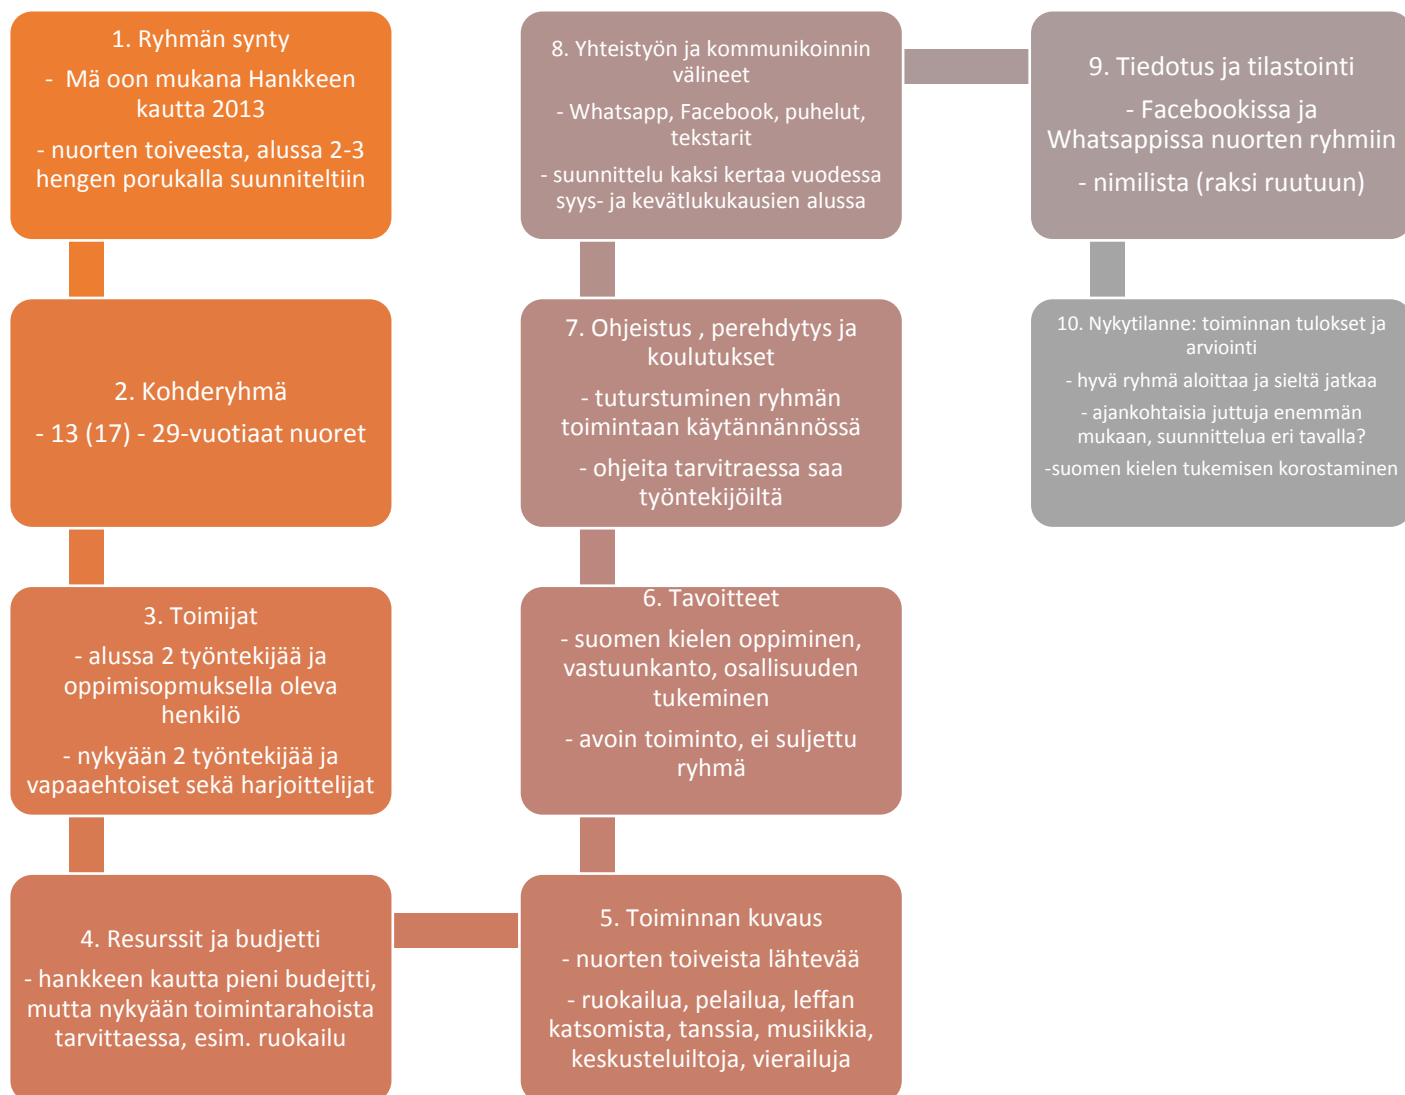 1. Ryhmän synty
- Mä oon mukana Hankkeen
kautta 2013
- nuorten toiveesta, alussa 2-3
hengen porukalla suunniteltiin
2. Kohderyhmä
- 13 (17) - 29-vuotiaat nuoret
3. Toimijat
- alussa 2 työntekijää ja
oppimisopmuksella oleva
henkilö
- nykyään 2 työntekijää ja
vapaaehtoiset sekä harjoittelijat
4. Resurssit ja budjetti
- hankkeen kautta pieni budejtti,
mutta nykyään toimintarahoista
tarvittaessa, esim. ruokailu
5. Toiminnan kuvaus
- nuorten toiveista lähtevää
- ruokailua, pelailua, leffan
katsomista, tanssia, musiikkia,
keskusteluiltoja, vierailuja
6. Tavoitteet
- suomen kielen oppiminen,
vastuunkanto, osallisuuden
tukeminen
- avoin toiminto, ei suljettu
ryhmä
7. Ohjeistus , perehdytys ja
koulutukset
- tuturstuminen ryhmän
toimintaan käytännännössä
- ohjeita tarvitraessa saa
työntekijöiltä
8. Yhteistyön ja kommunikoinnin
välineet
- Whatsapp, Facebook, puhelut,
tekstarit
- suunnittelu kaksi kertaa vuodessa
syys- ja kevätlukukausien alussa
9. Tiedotus ja tilastointi
- Facebookissa ja
Whatsappissa nuorten ryhmiin
- nimilista (raksi ruutuun)
10. Nykytilanne: toiminnan tulokset ja
arviointi
- hyvä ryhmä aloittaa ja sieltä jatkaa
- ajankohtaisia juttuja enemmän
mukaan, suunnittelua eri tavalla?
-suomen kielen tukemisen korostaminen